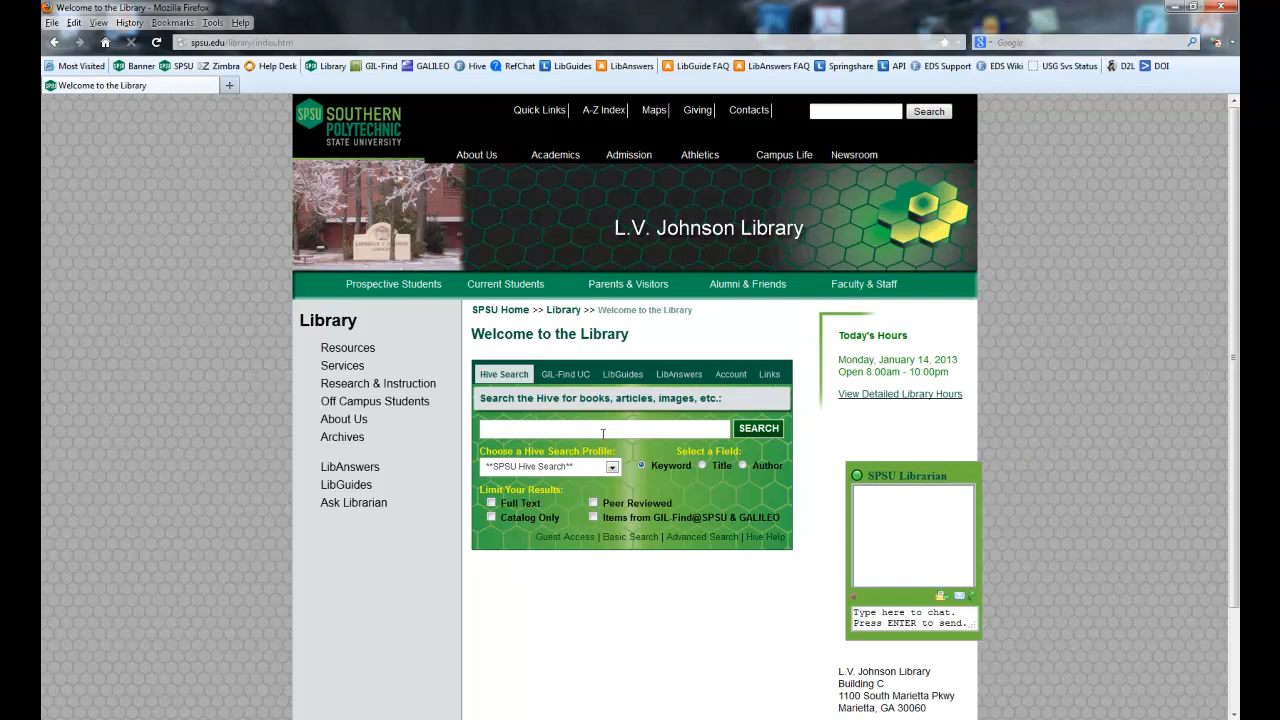 Welcome to the Library - Mozilla Firefox
File Edit View History Bookmarks Tools Help
spsu.edu/library/index.htm
Google
Most Visited Banner SPSU Zimbra Help Desk Library GIL-Find GALILEO Hive RefChat LibGuides LibAnswers LibGuide FAQ LibAnswers FAQ Springshare API EDS Support EDS Wiki USG Svs Status D2L DOI
Welcome to the Library
SPSU SOUTHERN
POLYTECHNIC
STATE UNIVERSITY
Quick Links| A-Z Index| Maps| Giving| Contacts|
Search
About Us Academics Admission Athletics Campus Life Newsroom
L.V. Johnson Library
Prospective Students Current Students Parents & Visitors Alumni & Friends Faculty & Staff
Library
Resources
Services
Research & Instruction
Off Campus Students
About Us
Archives
LibAnswers
LibGuides
Ask Librarian
SPSU Home >> Library >> Welcome to the Library
Welcome to the Library
Hive Search GIL-Find UC LibGuides LibAnswers Account Links
Search the Hive for books, articles, images, etc.:
SEARCH
Choose a Hive Search Profile: Select a Field:
**SPSU Hive Search** Keyword Title Author
Limit Your Results:
Full Text Peer Reviewed
Catalog Only Items from GIL-Find@SPSU & GALILEO
Guest Access | Basic Search | Advanced Search | Hive Help
Today's Hours
Monday, January 14, 2013
Open 8:00am - 10:00pm
View Detailed Library Hours
SPSU Librarian
Type here to chat.
Press ENTER to send.
L.V. Johnson Library
Building C
1100 South Marietta Pkwy
Marietta, GA 30060